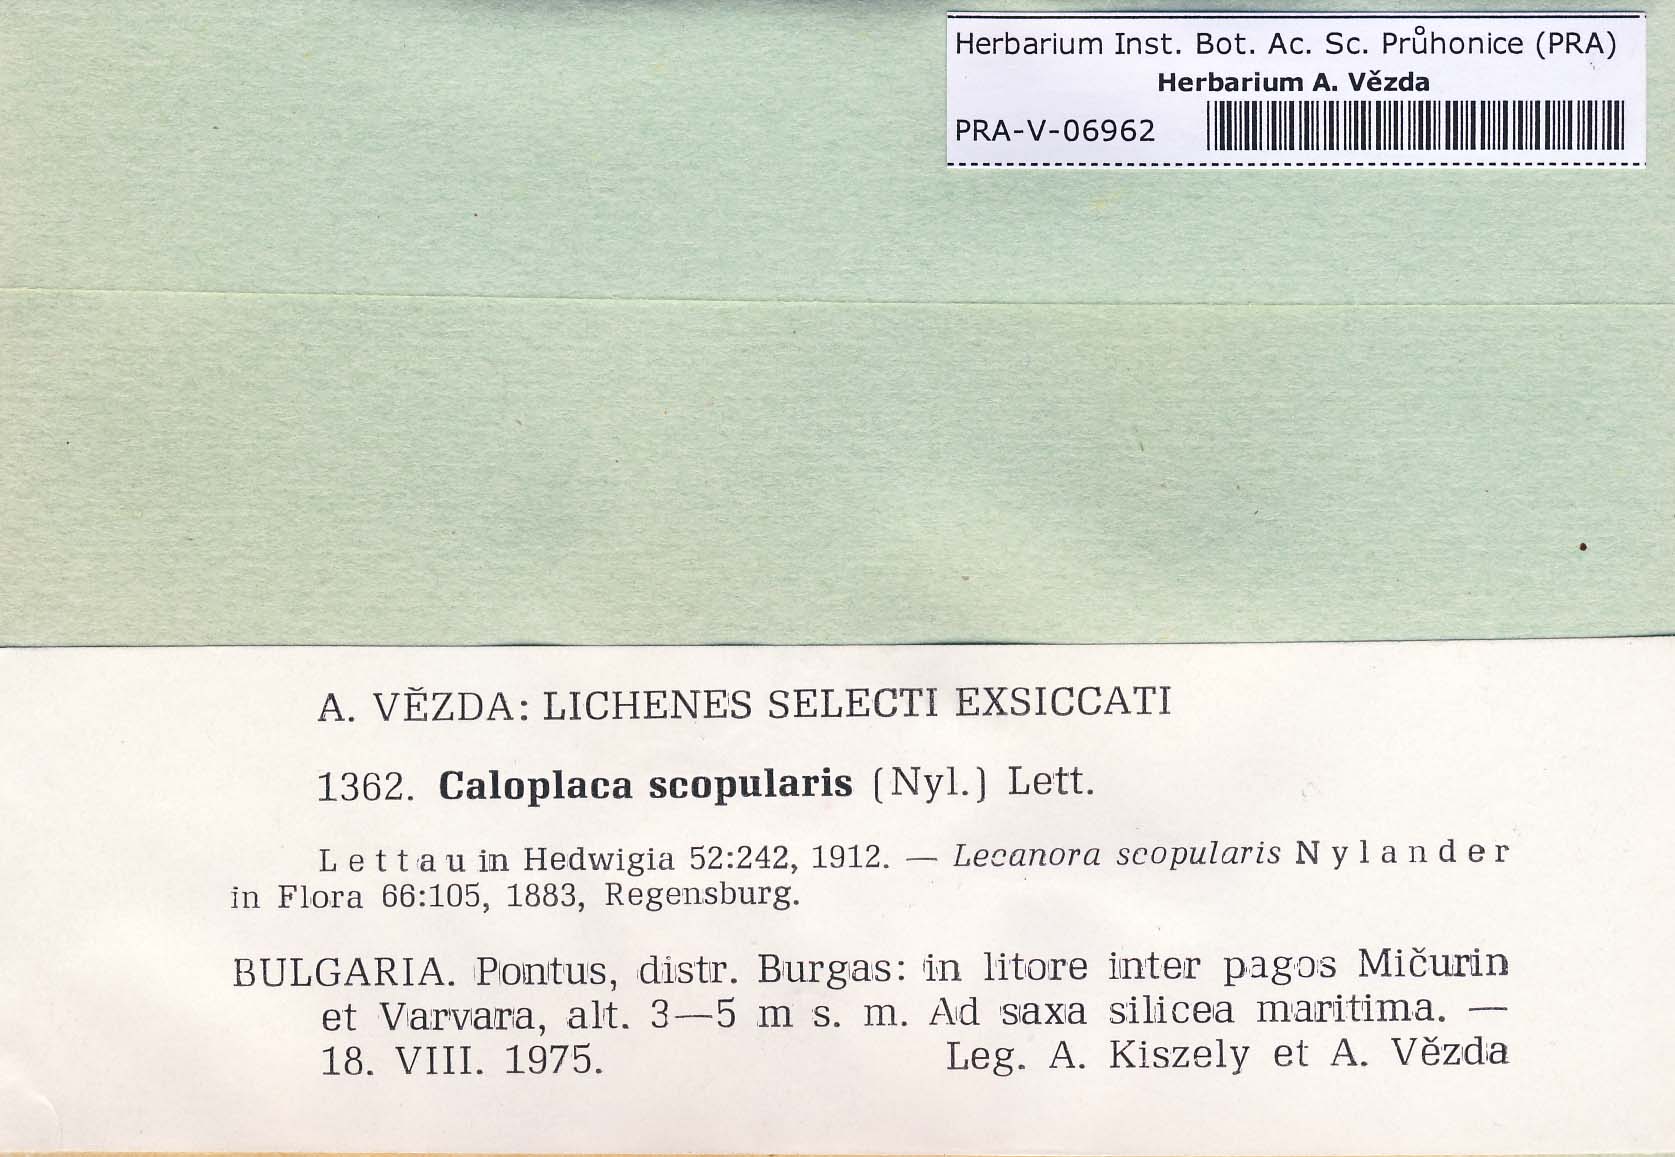 Herbarium Inst. Bot. Ac. Sc. Průhonice (PRA)
Herbarium A. Vězda
PRA-V-06962
A. VĚZDA: LICHENES SELECTI EXSICCATI
1362. Caloplaca scopularis (Nyl.) Lett.
Lettau in Hedwigia 52:242, 1912. — Lecanora scopularis Nylander
in Flora 66:105, 1883, Regensburg.
BULGARIA. Pontus, distr. Burgas: in litore inter pagos Mičurin
et Varvara, alt. 3—5 m s. m. Ad saxa silicea maritima. —
18. VIII. 1975. Leg. A. Kiszely et A. Vězda